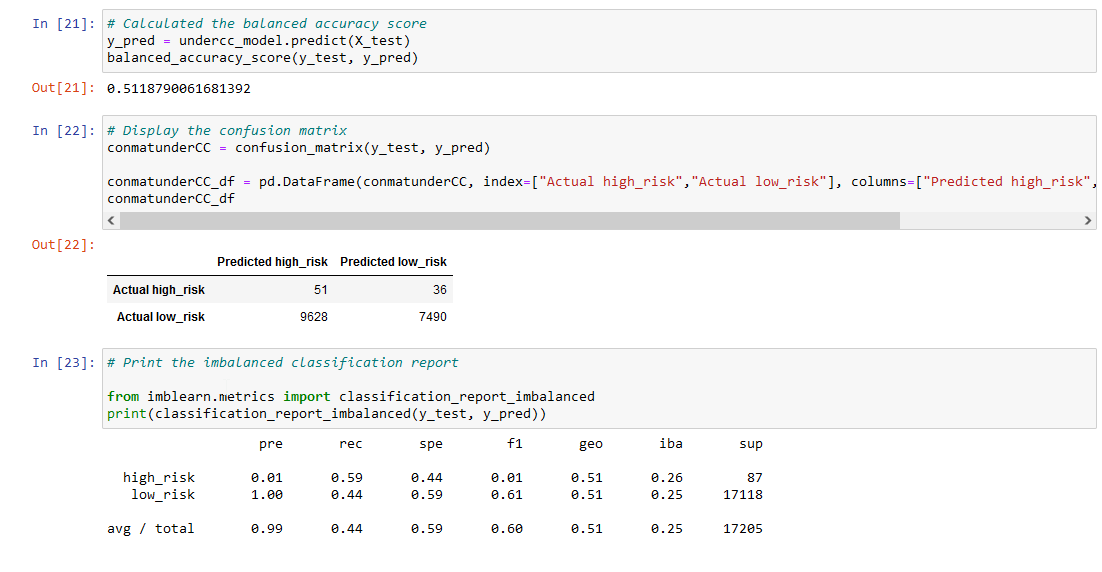 In [21]: # Calculated the balanced accuracy score
y_pred = undercc_model.predict(X_test)
balanced_accuracy_score(y_test, y_pred)
Out[21]: 0.5118790061681392
In [22]: # Display the confusion matrix
conmatunderCC = confusion_matrix(y_test, y_pred)
conmatunderCC_df = pd.DataFrame(conmatunderCC, index=["Actual high_risk","Actual low_risk"], columns=["Predicted high_risk",
conmatunderCC_df
Out[22]:
Predicted high_risk Predicted low_risk
Actual high_risk 51 36
Actual low_risk 9628 7490
In [23]: # Print the imbalanced classification report
from imblearn.metrics import classification_report_imbalanced
print(classification_report_imbalanced(y_test, y_pred))
pre rec spe f1 geo iba sup
high_risk 0.01 0.59 0.44 0.01 0.51 0.26 87
low_risk 1.00 0.44 0.59 0.61 0.51 0.25 17118
avg / total 0.99 0.44 0.59 0.60 0.51 0.25 17205